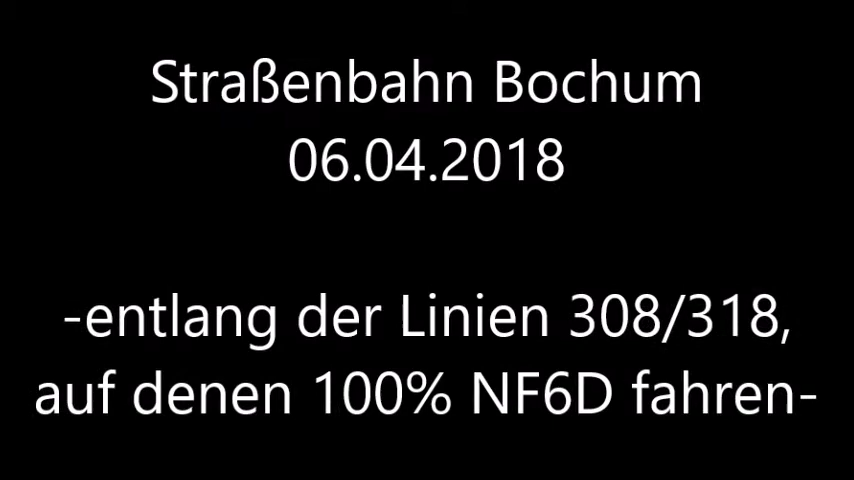 Straßenbahn Bochum
06.04.2018
-entlang der Linien 308/318,
auf denen 100% NF6D fahren-